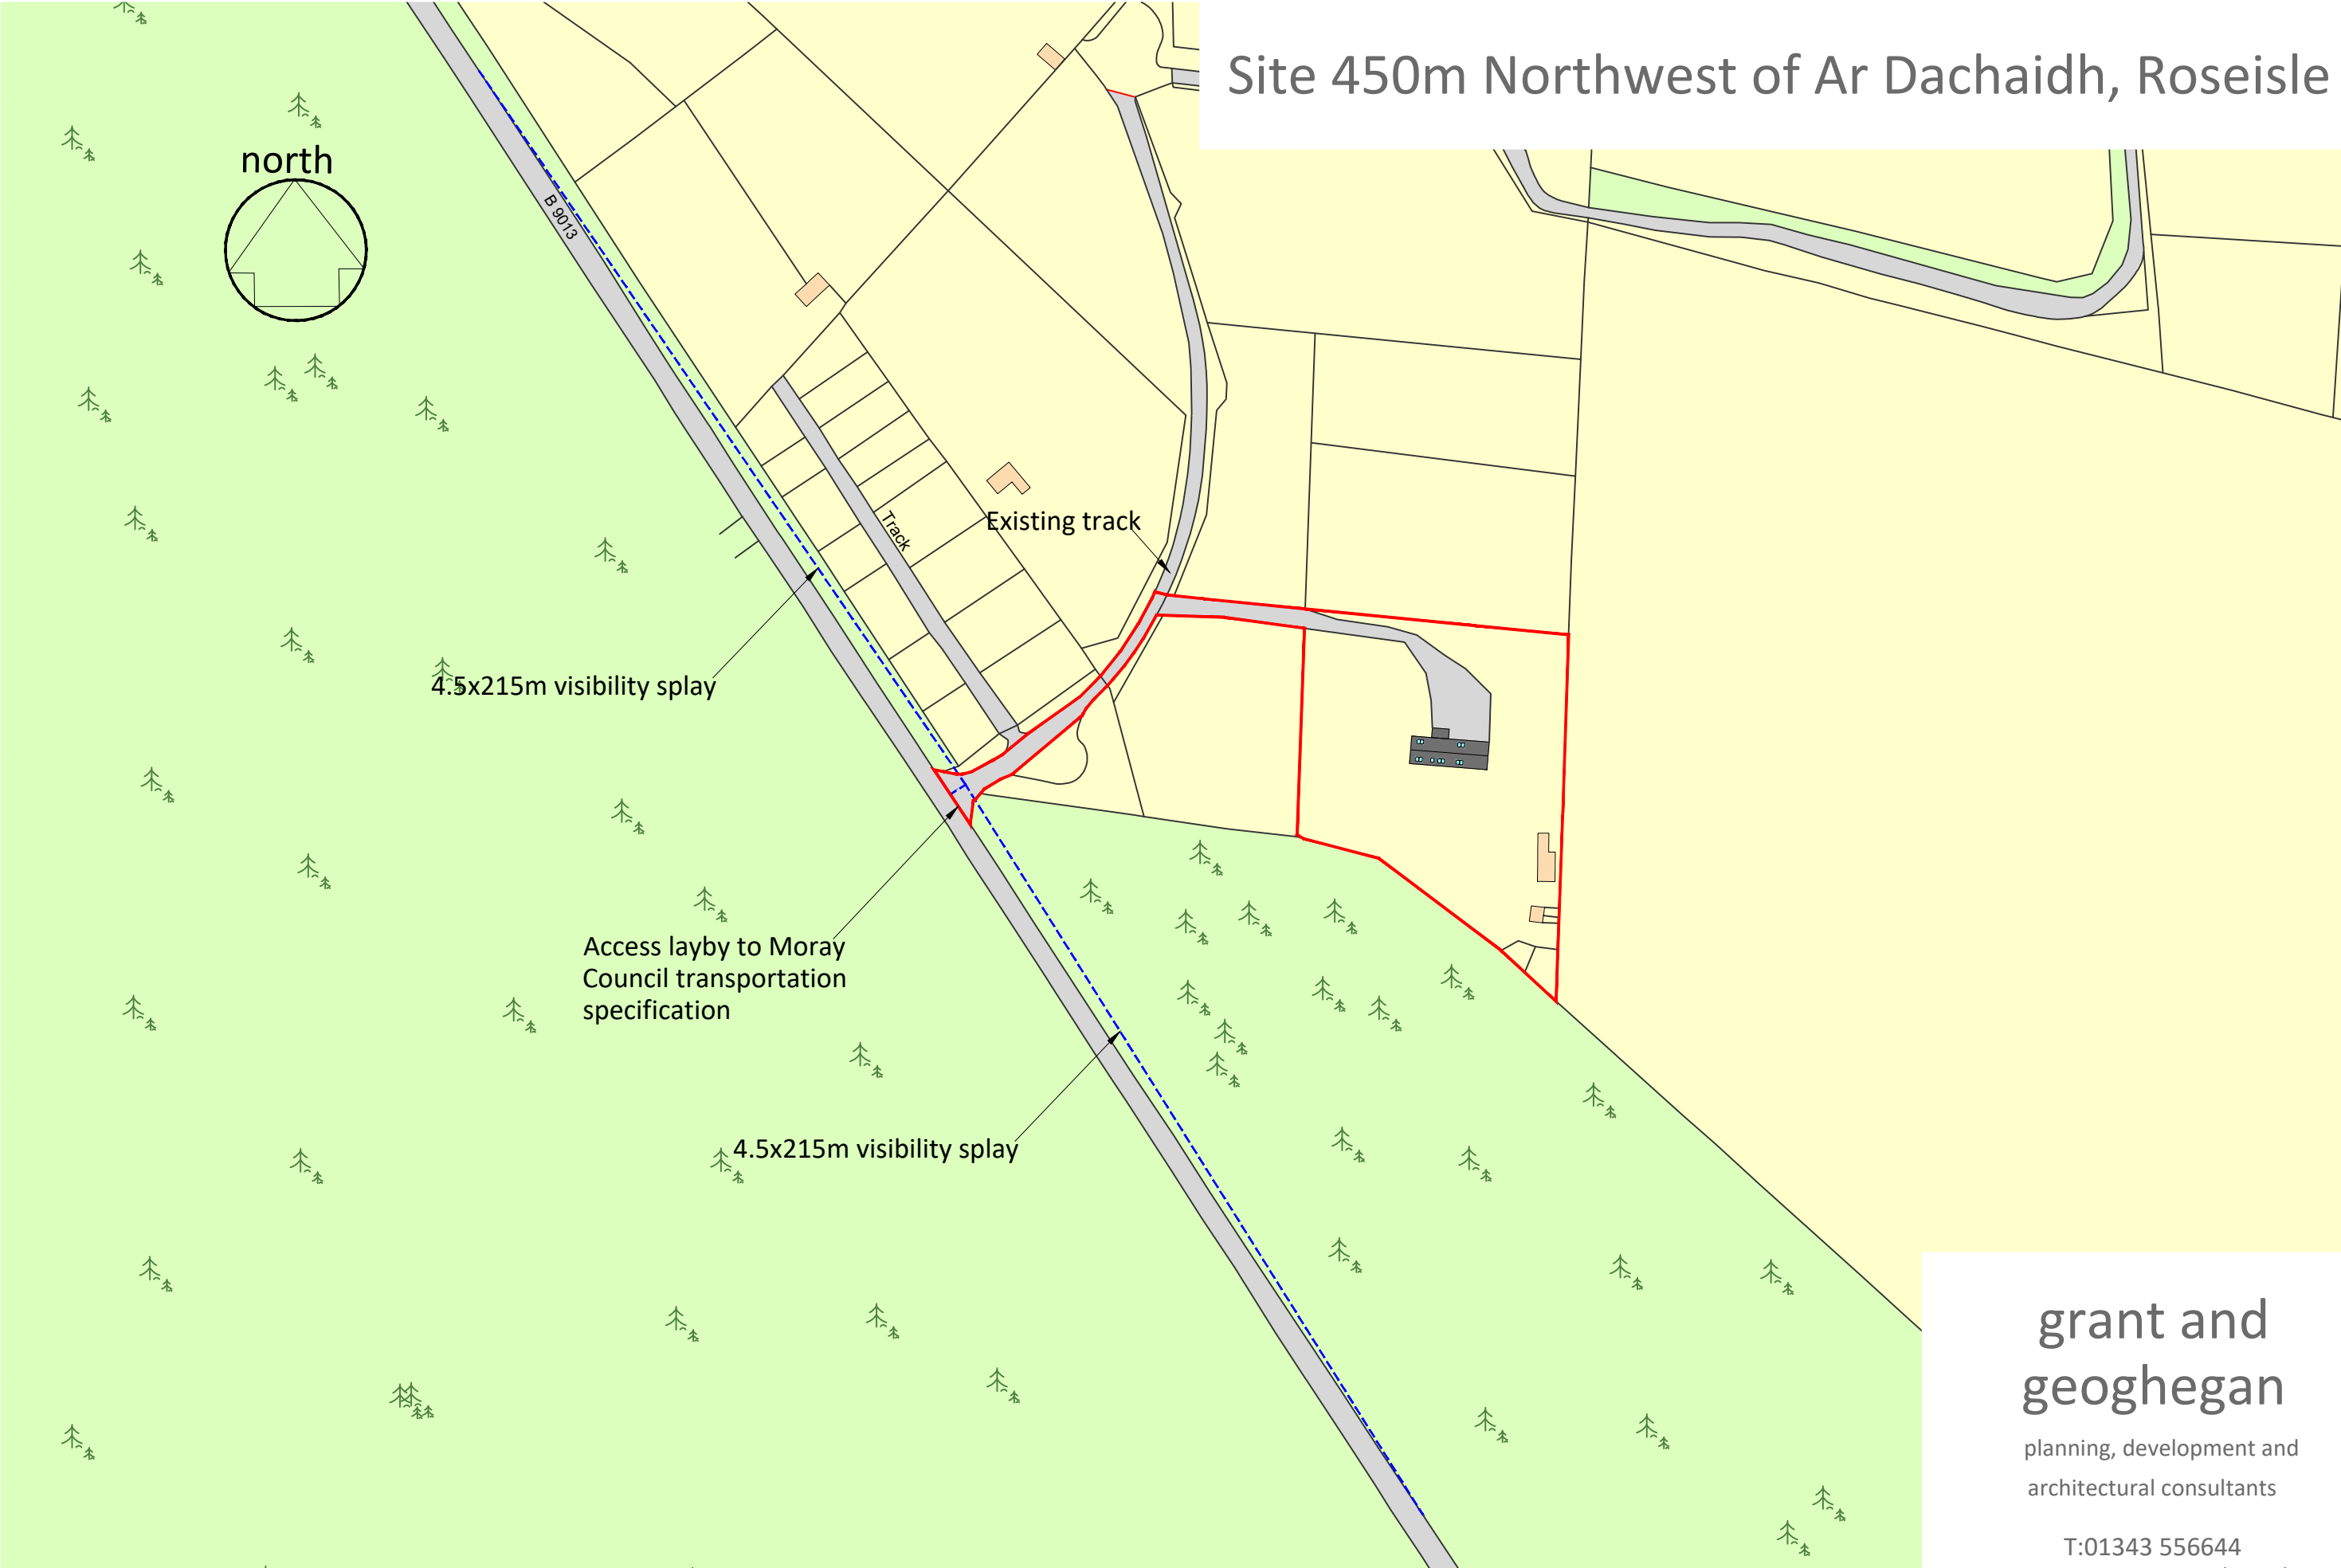 Site 450m Northwest of Ar Dachaidh, Roseisle
north
B 9013
Existing track
Track
4.5x215m visibility splay
Access layby to Moray
Council transportation
specification
4.5x215m visibility splay
grant and
geoghegan
planning, development and
architectural consultants
T:01343 556644